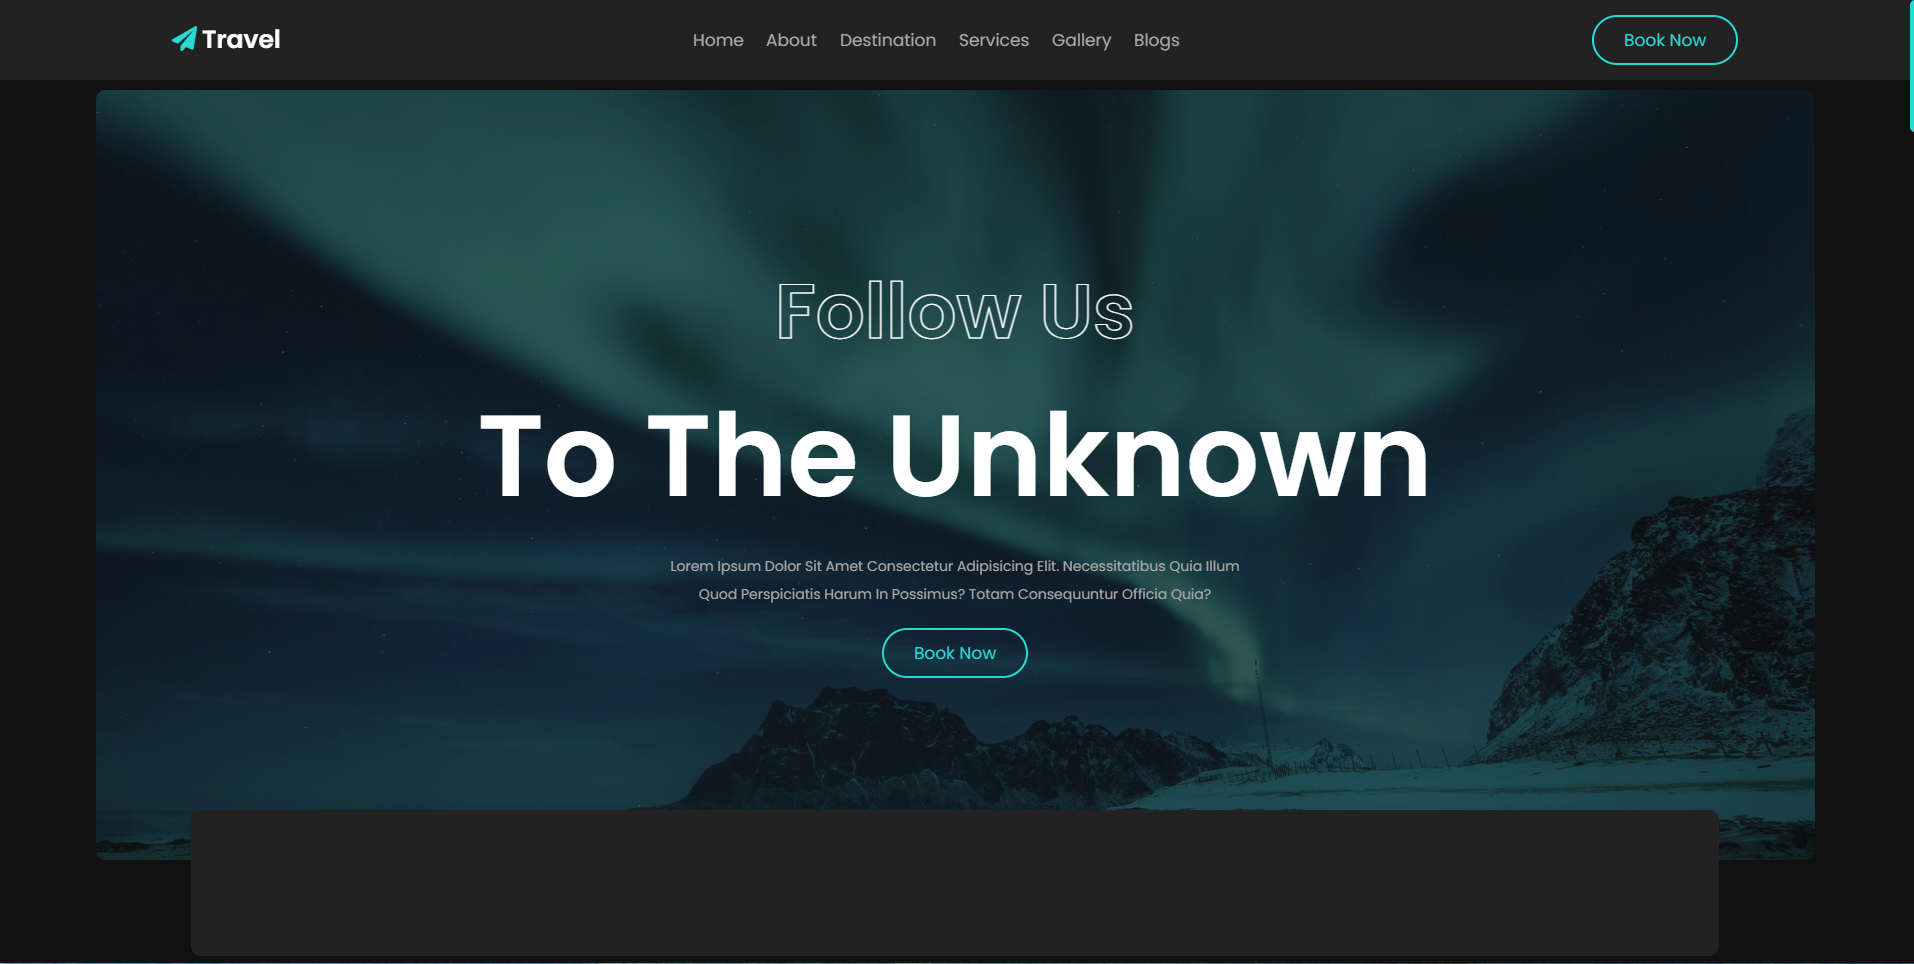 Travel
Home About Destination Services Gallery Blogs
Book Now
Follow Us
To The Unknown
Lorem Ipsum Dolor Sit Amet Consectetur Adipisicing Elit. Necessitatibus Quia Illum
Quod Perspiciatis Harum In Possimus? Totam Consequuntur Officia Quia?
Book Now